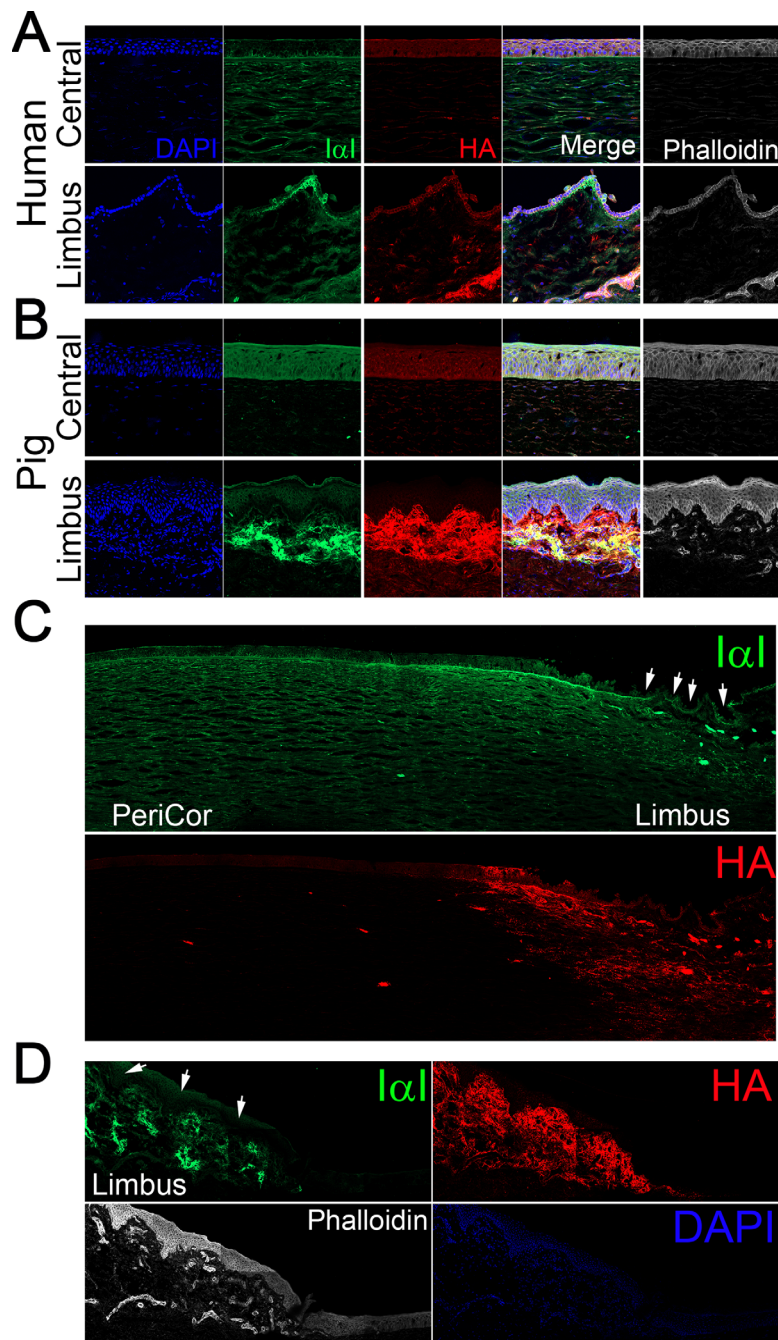 A
Human
Central
DAPI
IαI
HA
Merge
Phalloidin
Limbus
B
Pig
Central
Limbus
C
IαI
PeriCor
Limbus
HA
D
IαI
HA
Limbus
Phalloidin
DAPI